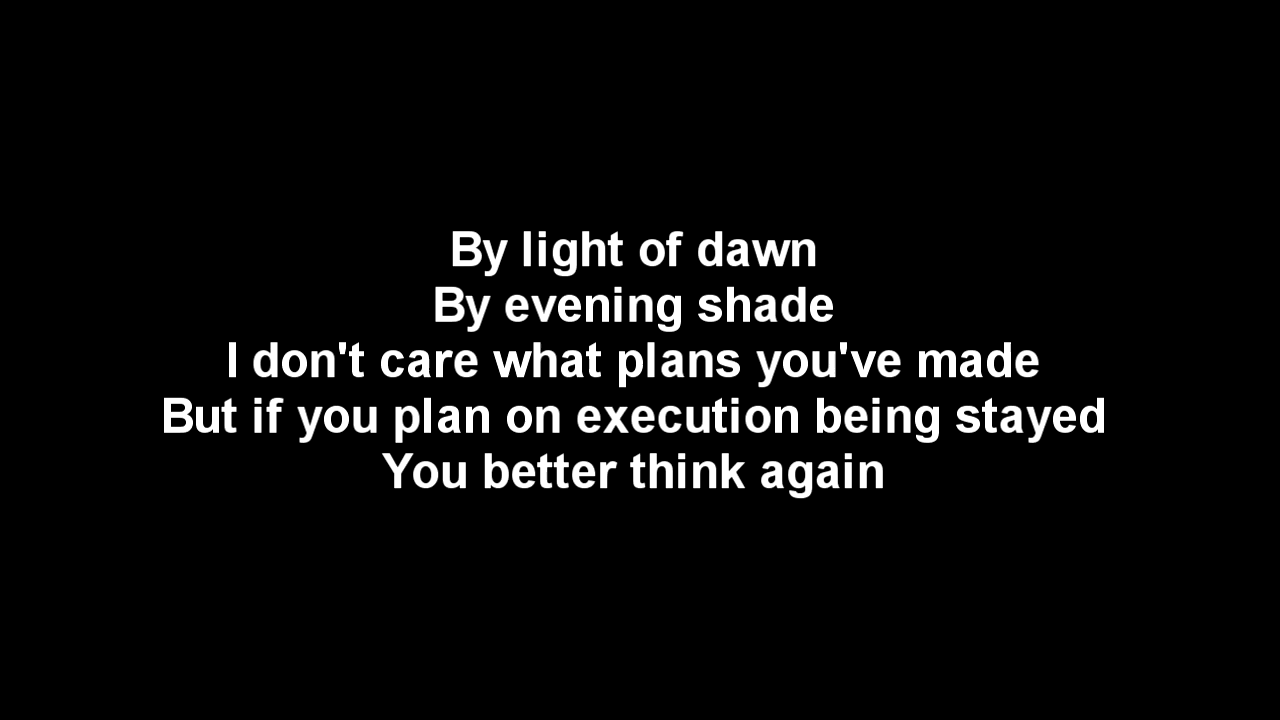 By light of dawn
By evening shade
I don't care what plans you've made
But if you plan on execution being stayed
You better think again